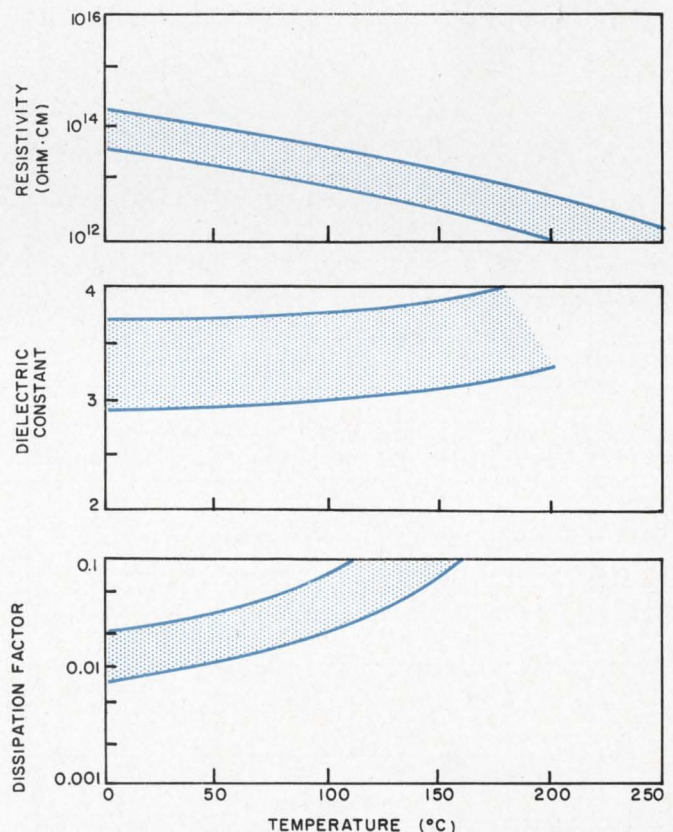 10^16
10^14
10^12
RESISTIVITY
(OHM·CM)
4
3
2
DIELECTRIC
CONSTANT
0.1
0.01
0.001
DISSIPATION FACTOR
0 50 100 150 200 250
TEMPERATURE (°C)